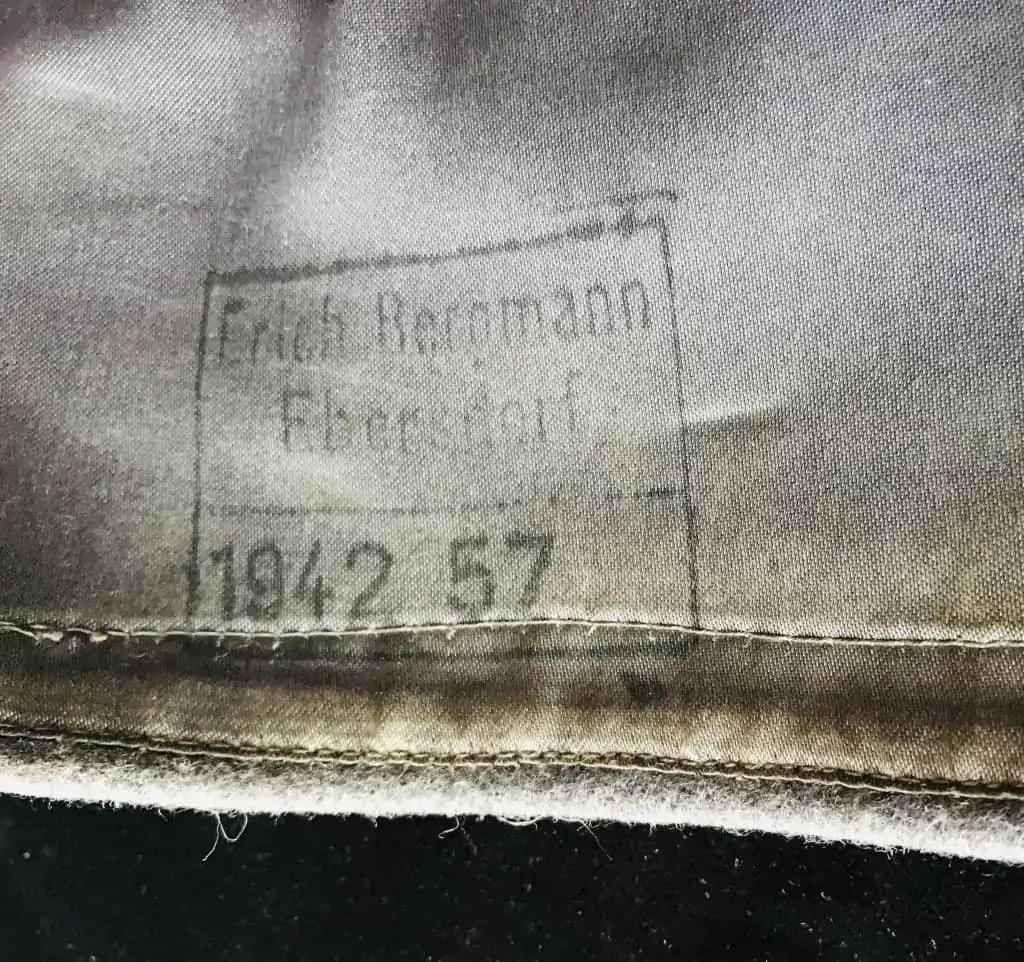 Erich Bergmann
Ebersdorf
1942 57